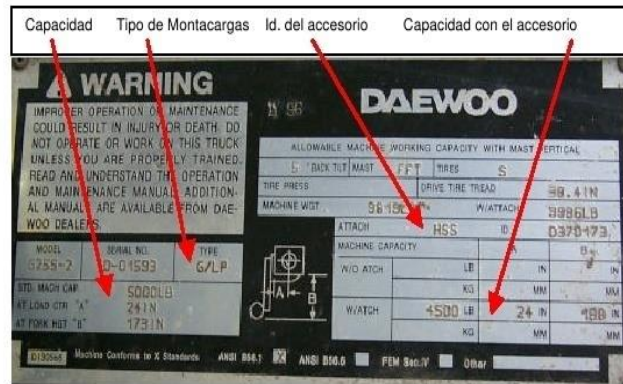 Capacidad Tipo de Montacargas Id. del accesorio Capacidad con el accesorio
WARNING
IMPROPER OPERATION OR MAINTENANCE
COULD RESULT IN INJURY OR DEATH. DO
NOT OPERATE OR WORK ON THIS TRUCK
UNLESS YOU ARE PROPERLY TRAINED.
READ AND UNDERSTAND THE OPERATION
AND MAINTENANCE MANUAL. ADDITION-
AL MANUALS ARE AVAILABLE FROM DAE-
WOO DEALERS.
MODEL SERIAL NO. TYPE
G25S-2 G/LP
STD. MACH CAP. 5000LB
AT LOAD CTR "A" 24IN
AT FORK HGT "B" 173IN
DAEWOO
ALLOWABLE MACHINE WORKING CAPACITY WITH MAST VERTICAL
5 °BACK TILT MAST FFT TIRES S
TIRE PRESS DRIVE TIRE TREAD 38.4IN
MACHINE WGT W/ATTACH
ATTACH HSS ID
MACHINE CAPACITY A B
W/O ATCH LB IN IN
KG MM MM
W/ATCH 4500 LB 24 IN 188 IN
KG MM MM
A
B
Machine Conforms to X Standards: ANSI B56.1 X ANSI B56.6 FEM Sec.IV Other